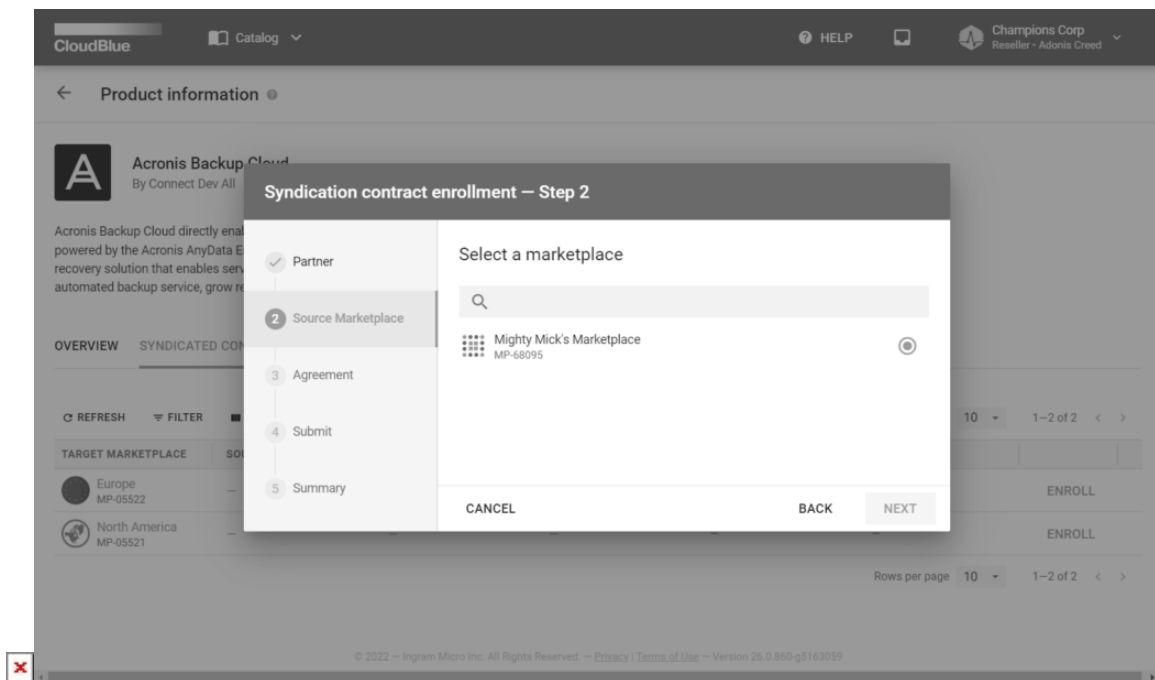 CloudBlue
Catalog
HELP
Champions Corp
Reseller • Adonis Creed
Product information
Acronis Backup Cloud
By Connect Dev All
Acronis Backup Cloud directly
powered by the Acronis AnyData
recovery solution that enables
automated backup service, grow
OVERVIEW SYNDICATED
REFRESH FILTER
10 1–2 of 2
TARGET MARKETPLACE
Europe
MP-05522
— ENROLL
North America
MP-05521
— — — — — ENROLL
Rows per page 10 1–2 of 2
Syndication contract enrollment — Step 2
Partner
2 Source Marketplace
3 Agreement
4 Submit
5 Summary
Select a marketplace
Mighty Mick's Marketplace
MP-68095
CANCEL BACK NEXT
© 2022 — Ingram Micro Inc. All Rights Reserved. — Privacy | Terms of Use — Version 26.0.860-g5163059